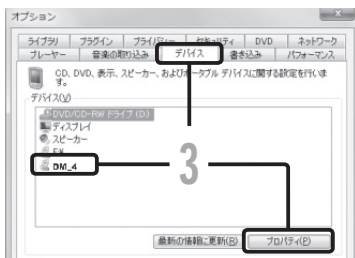 オプション
ライブラリ プラグイン プライバシー セキュリティ DVD ネットワーク
プレーヤー 音楽の取り込み デバイス 書き込み パフォーマンス
CD、DVD、表示、スピーカー、およびポータブル デバイスに関する設定を行いま
す。
デバイス(V)
DVD/CD-RW ドライブ (D:)
ディスプレイ
スピーカー
DM_4
3
最新の情報に更新(R) プロパティ(P)